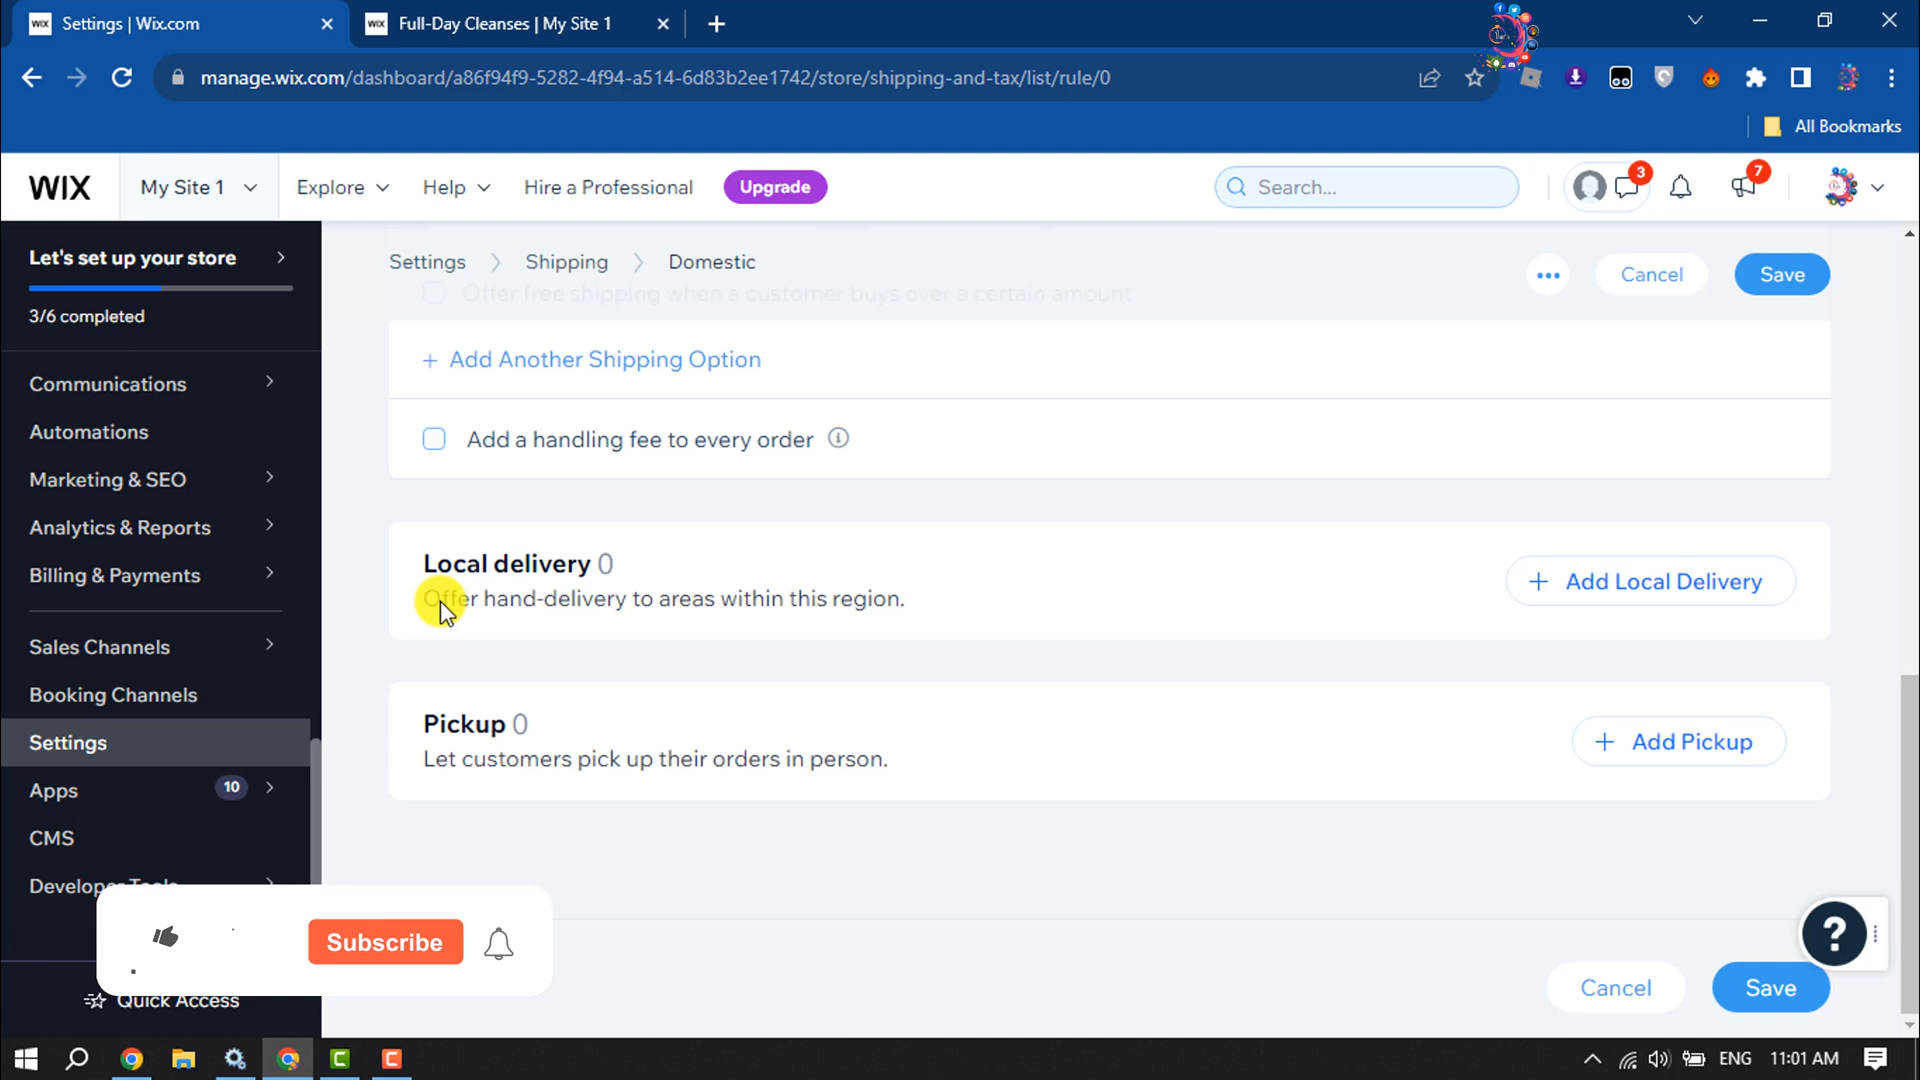 WIX Settings | Wix.com
WIX Full-Day Cleanses | My Site 1
manage.wix.com/dashboard/a86f94f9-5282-4f94-a514-6d83b2ee1742/store/shipping-and-tax/list/rule/0
All Bookmarks
WIX My Site 1 Explore Help Hire a Professional Upgrade Search... 3 7
Let's set up your store
3/6 completed
Communications
Automations
Marketing & SEO
Analytics & Reports
Billing & Payments
Sales Channels
Booking Channels
Settings
Apps 10
CMS
Developer Tools
Quick Access
Settings Shipping Domestic
Cancel Save
Offer free shipping when a customer buys over a certain amount
+ Add Another Shipping Option
Add a handling fee to every order
Local delivery 0
Offer hand-delivery to areas within this region.
+ Add Local Delivery
Pickup 0
Let customers pick up their orders in person.
+ Add Pickup
Subscribe
?
Cancel Save
ENG 11:01 AM